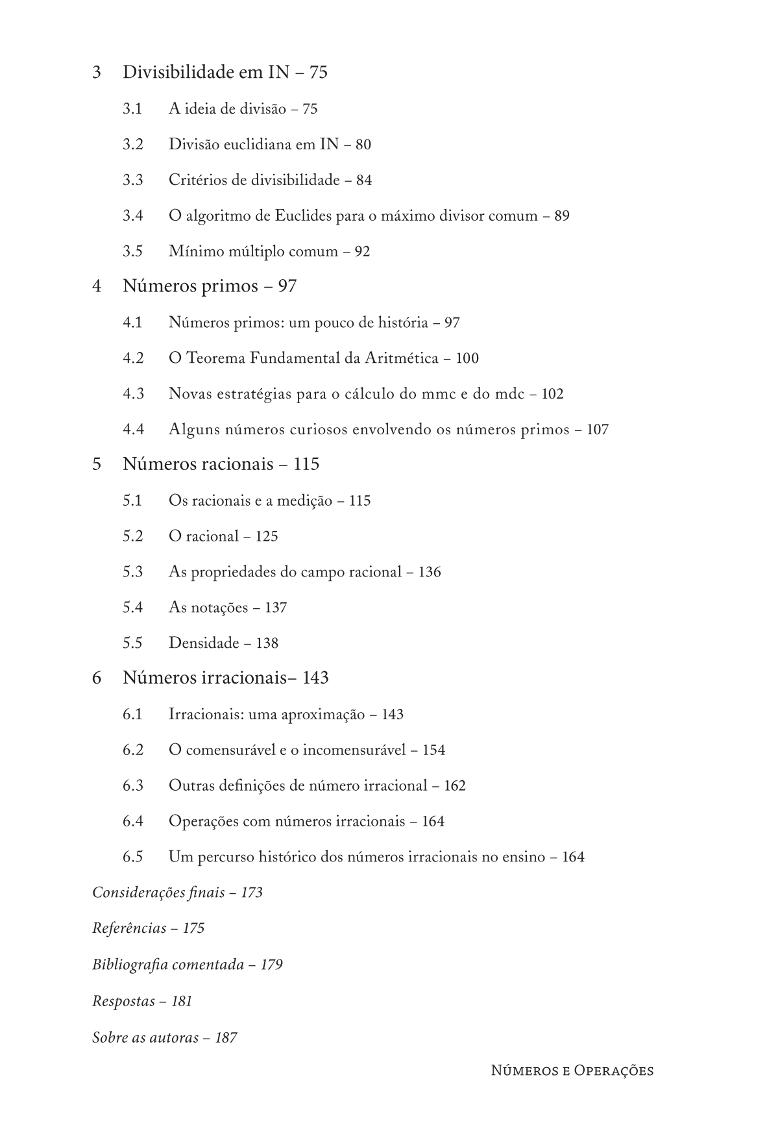 3 Divisibilidade em IN – 75
3.1 A ideia de divisão – 75
3.2 Divisão euclidiana em IN – 80
3.3 Critérios de divisibilidade – 84
3.4 O algoritmo de Euclides para o máximo divisor comum – 89
3.5 Mínimo múltiplo comum – 92
4 Números primos – 97
4.1 Números primos: um pouco de história – 97
4.2 O Teorema Fundamental da Aritmética – 100
4.3 Novas estratégias para o cálculo do mmc e do mdc – 102
4.4 Alguns números curiosos envolvendo os números primos – 107
5 Números racionais – 115
5.1 Os racionais e a medição – 115
5.2 O racional – 125
5.3 As propriedades do campo racional – 136
5.4 As notações – 137
5.5 Densidade – 138
6 Números irracionais– 143
6.1 Irracionais: uma aproximação – 143
6.2 O comensurável e o incomensurável – 154
6.3 Outras definições de número irracional – 162
6.4 Operações com números irracionais – 164
6.5 Um percurso histórico dos números irracionais no ensino – 164
Considerações finais – 173
Referências – 175
Bibliografia comentada – 179
Respostas – 181
Sobre as autoras – 187
Números e Operações